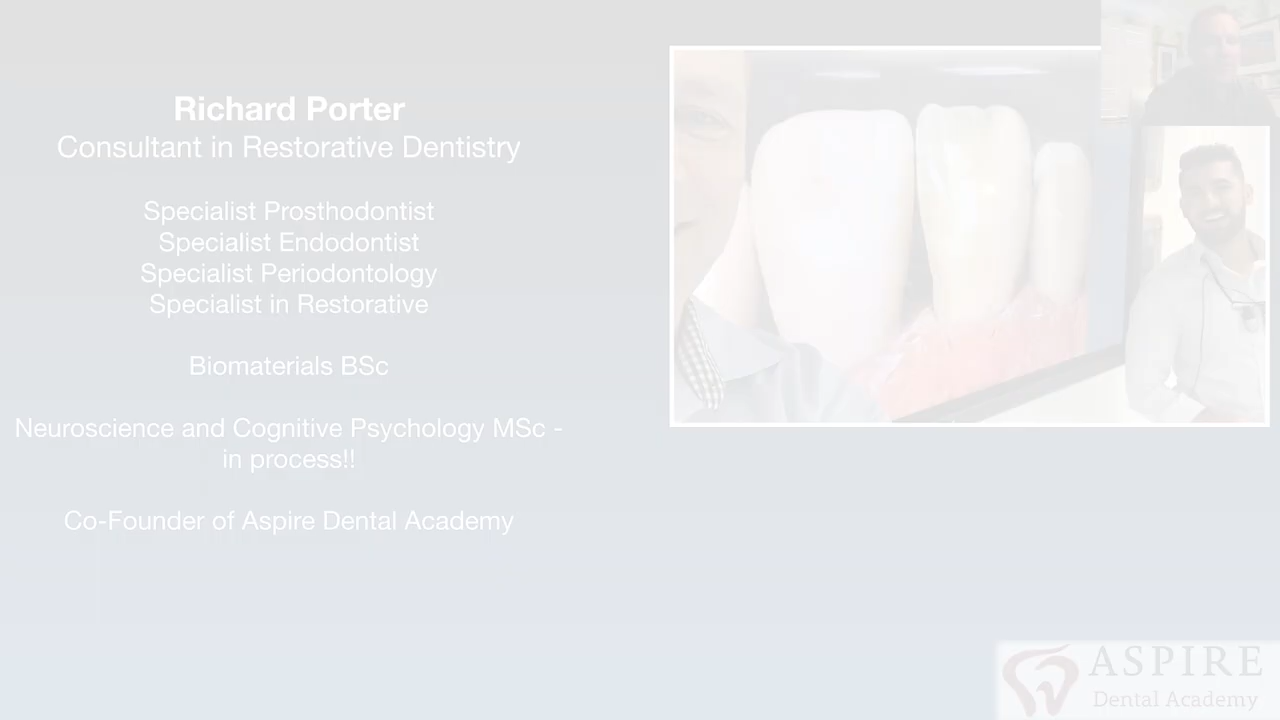 Richard Porter
Consultant in Restorative Dentistry
Specialist Prosthodontist
Specialist Endodontist
Specialist Periodontology
Specialist in Restorative
Biomaterials BSc
Neuroscience and Cognitive Psychology MSc -
in process!!
Co-Founder of Aspire Dental Academy
ASPIRE
Dental Academy